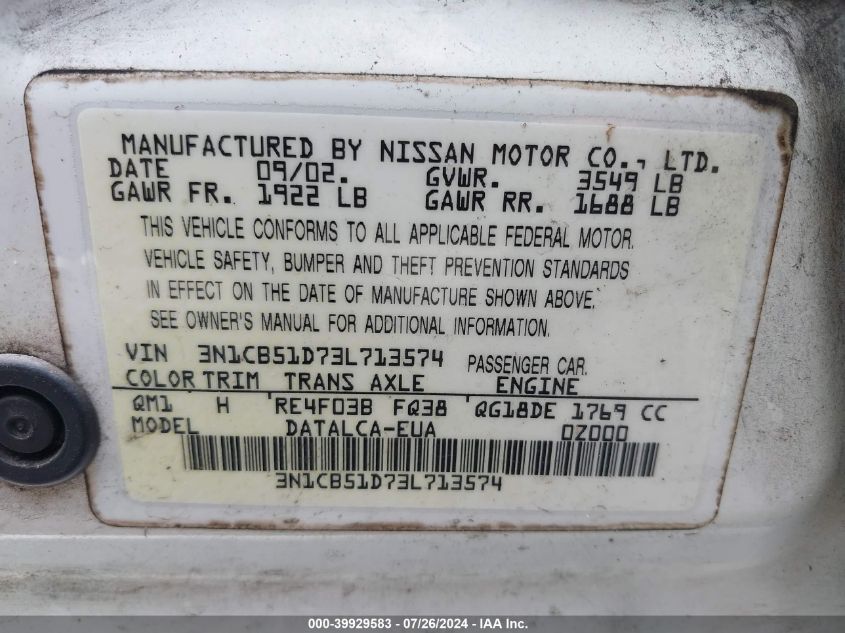 MANUFACTURED BY NISSAN MOTOR CO., LTD.
DATE 09/02. GVWR. 3549 LB
GAWR FR. 1922 LB GAWR RR. 1688 LB
THIS VEHICLE CONFORMS TO ALL APPLICABLE FEDERAL MOTOR.
VEHICLE SAFETY, BUMPER AND THEFT PREVENTION STANDARDS
IN EFFECT ON THE DATE OF MANUFACTURE SHOWN ABOVE.
SEE OWNER'S MANUAL FOR ADDITIONAL INFORMATION.
VIN 3N1CB51D73L713574 PASSENGER CAR.
COLOR TRIM TRANS AXLE ENGINE
QM1 H RE4F03B FQ38 QG18DE 1769 CC
MODEL DATALCA-EUA 0Z000
3N1CB51D73L713574
000-39929583 - 07/26/2024 - IAA Inc.